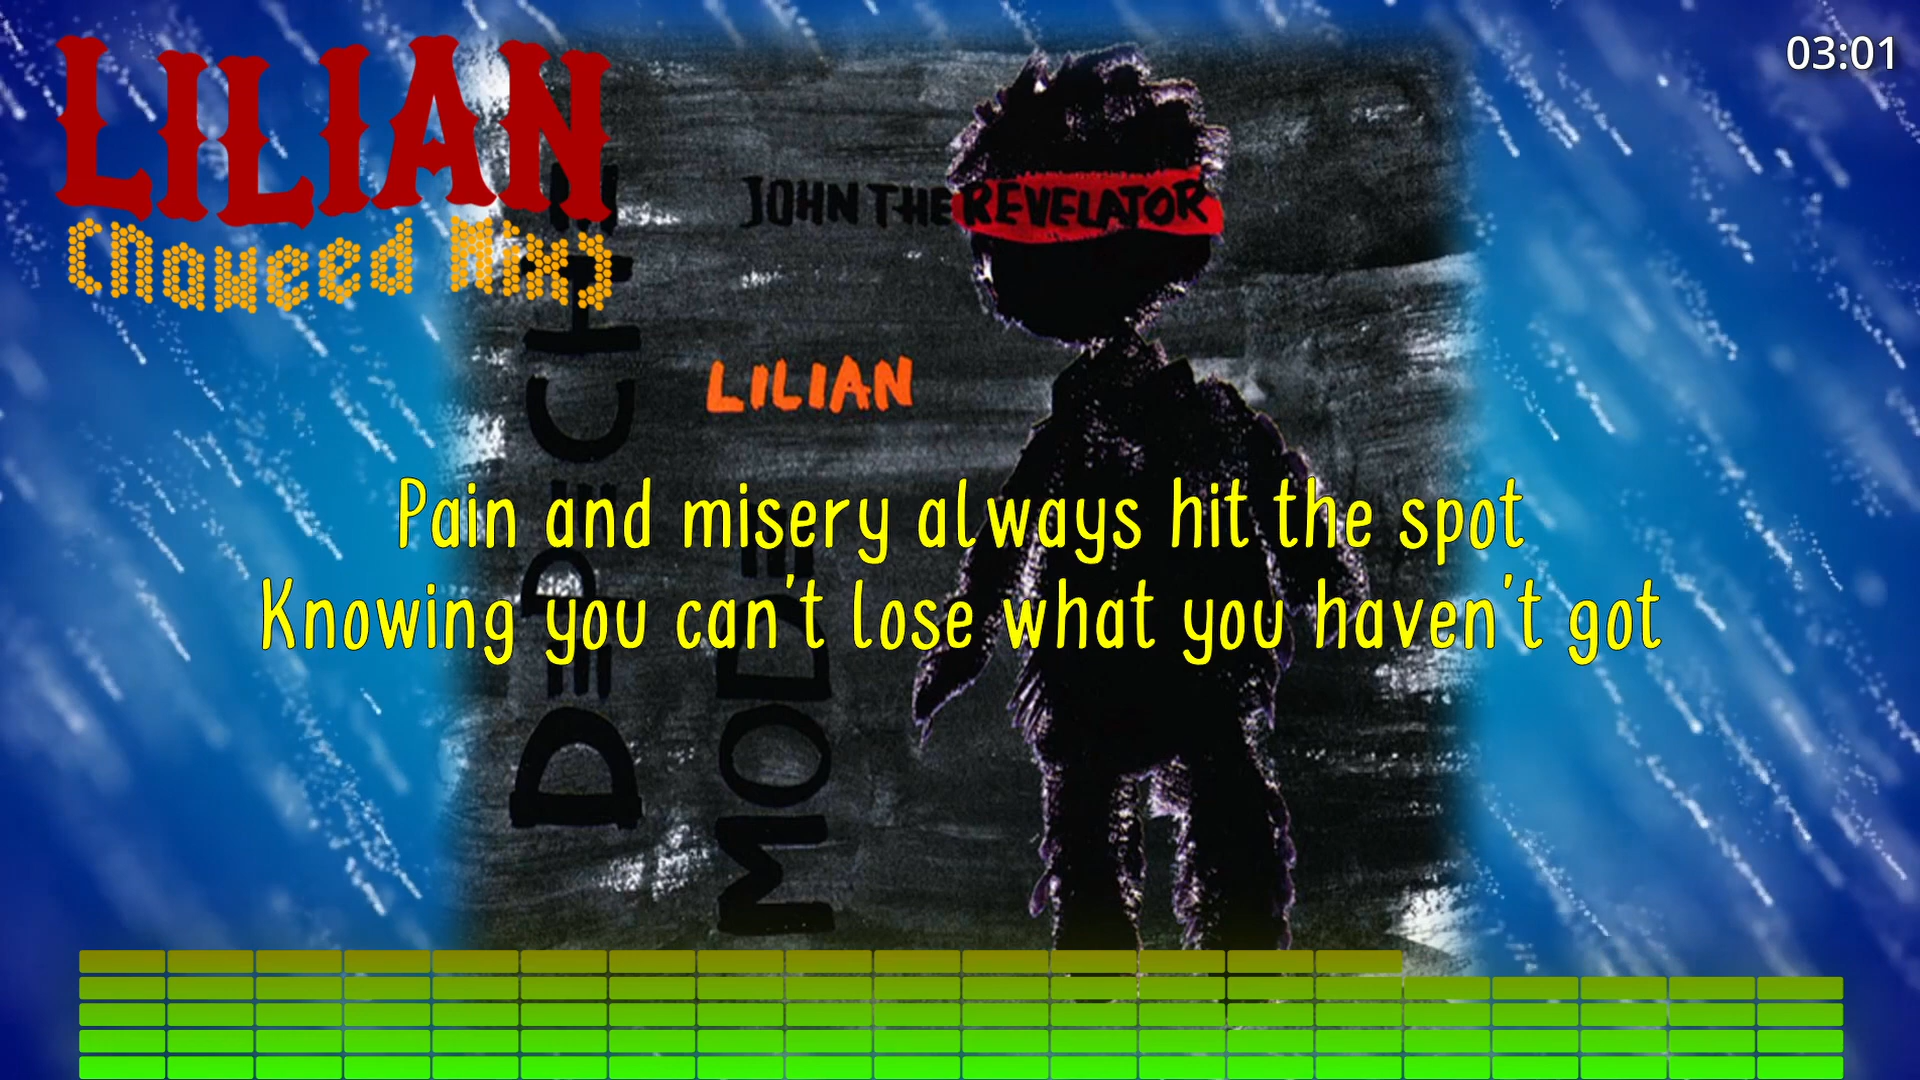 LILIAN
(Naweed Mix)
03:01
JOHN THE REVELATOR
LILIAN
DEPECHE
MODE
Pain and misery always hit the spot
Knowing you can't lose what you haven't got